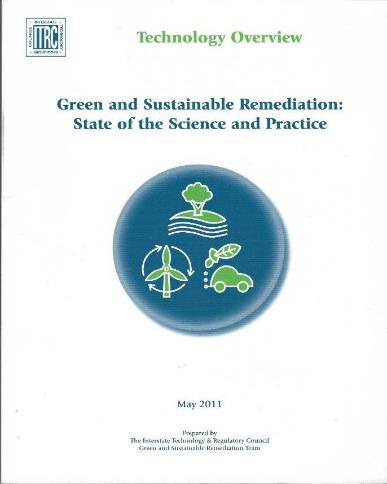 INTERSTATE
ITRC
Technology Overview
Green and Sustainable Remediation:
State of the Science and Practice
May 2011
Prepared by
The Interstate Technology & Regulatory Council
Green and Sustainable Remediation Team